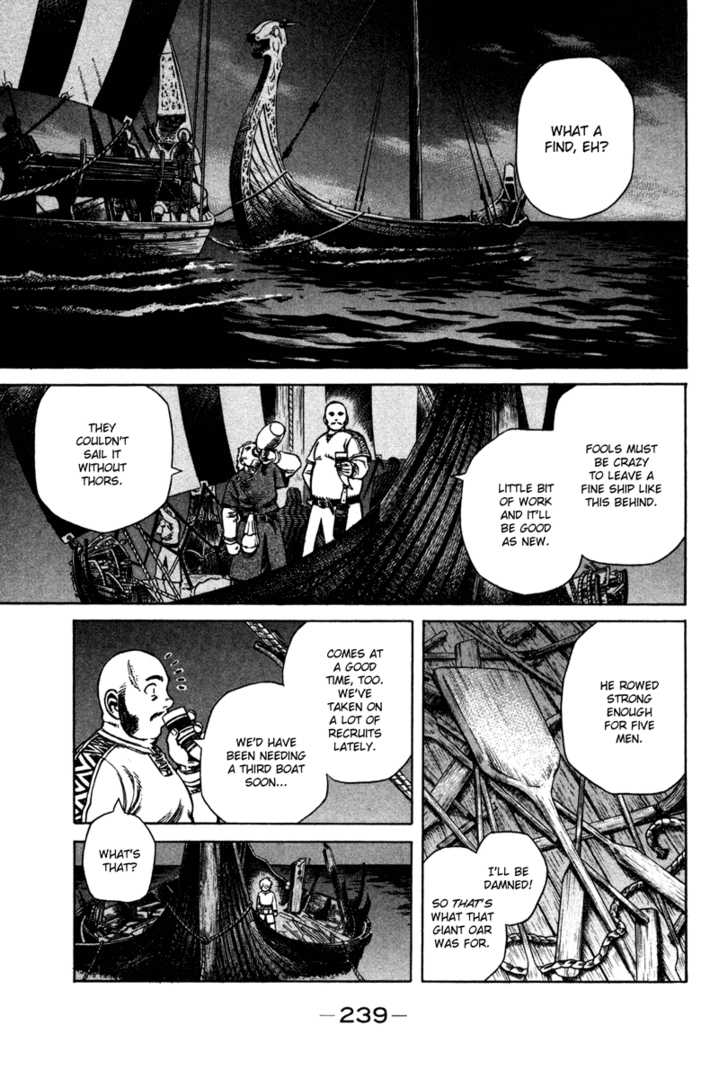 WHAT A
FIND, EH?
FOOLS MUST
BE CRAZY
TO LEAVE A
FINE SHIP LIKE
THIS BEHIND.
LITTLE BIT
OF WORK
AND IT'LL
BE GOOD
AS NEW.
THEY
COULDN'T
SAIL IT
WITHOUT
THORS.
HE ROWED
STRONG
ENOUGH
FOR FIVE
MEN.
I'LL BE
DAMNED!
SO THAT'S
WHAT THAT
GIANT OAR
WAS FOR.
COMES AT
A GOOD
TIME, TOO.
WE'VE
TAKEN ON
A LOT OF
RECRUITS
LATELY.
WE'D HAVE
BEEN NEEDING
A THIRD BOAT
SOON...
WHAT'S
THAT?
—239—